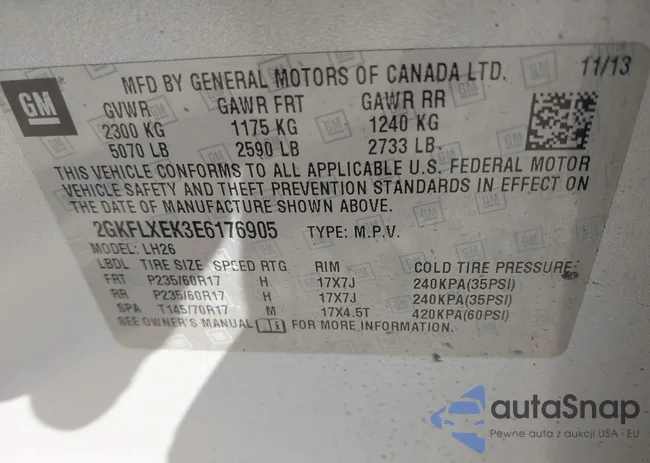 GM
MFD BY GENERAL MOTORS OF CANADA LTD. 11/13
GVWR GAWR FRT GAWR RR
2300 KG 1175 KG 1240 KG
5070 LB 2590 LB 2733 LB
THIS VEHICLE CONFORMS TO ALL APPLICABLE U.S. FEDERAL MOTOR
VEHICLE SAFETY AND THEFT PREVENTION STANDARDS IN EFFECT ON
THE DATE OF MANUFACTURE SHOWN ABOVE.
2GKFLXEK3E6176905 TYPE: M.P.V.
MODEL: LH26
LBDL TIRE SIZE SPEED RTG RIM COLD TIRE PRESSURE:
FRT P235/60R17 H 17X7J 240KPA(35PSI)
RR P235/60R17 H 17X7J 240KPA(35PSI)
SPA T145/70R17 M 17X4.5T 420KPA(60PSI)
SEE OWNER'S MANUAL FOR MORE INFORMATION.
autoSnap
Pewne auta z aukcji USA i EU